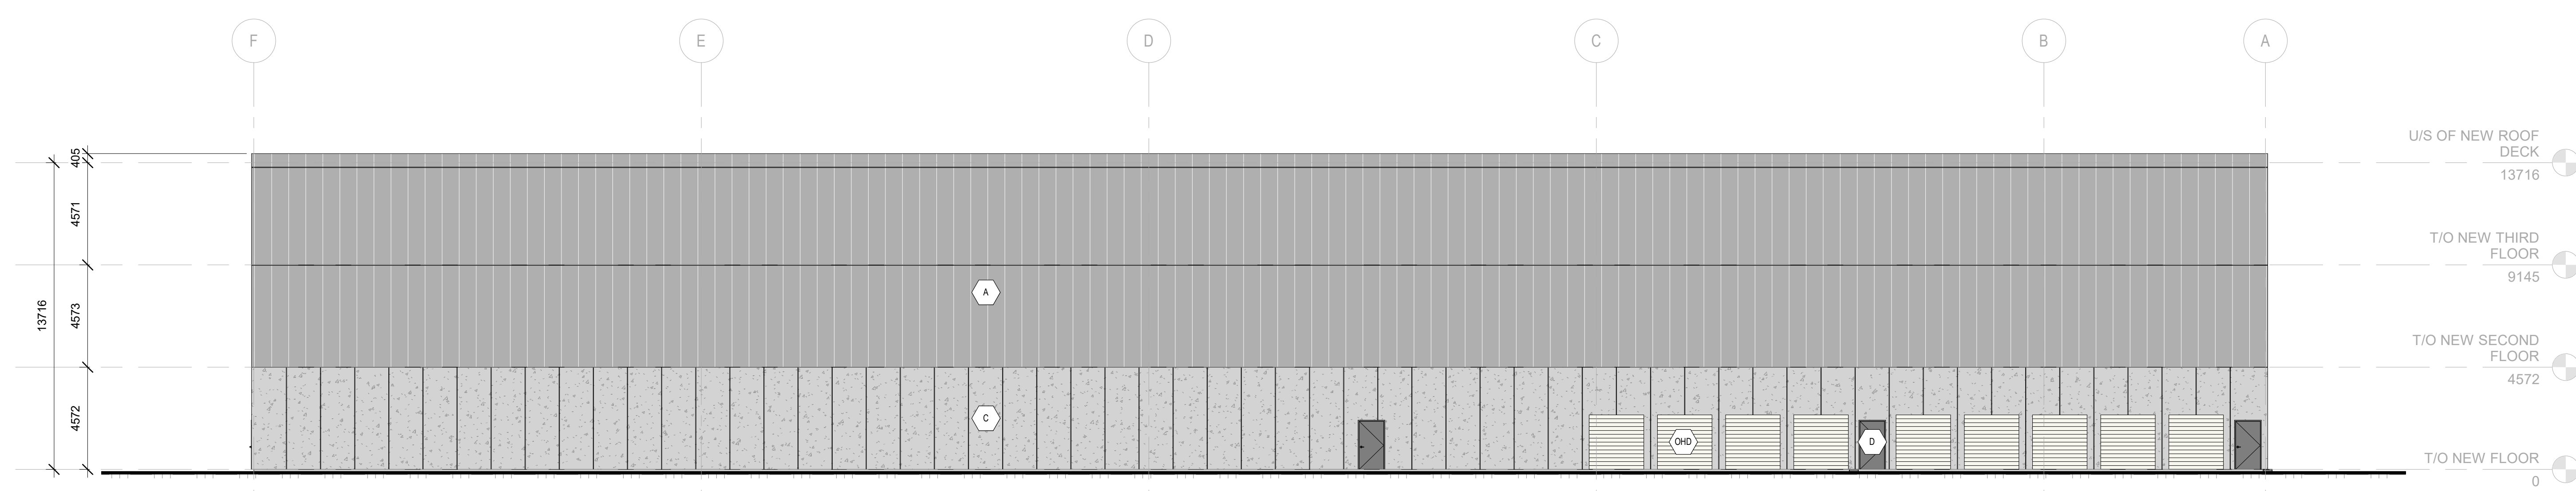 F
E
D
C
B
A
U/S OF NEW ROOF
DECK
13716
405
4571
T/O NEW THIRD
FLOOR
9145
13716
4573
A
T/O NEW SECOND
FLOOR
4572
4572
C
OHD
D
T/O NEW FLOOR
0